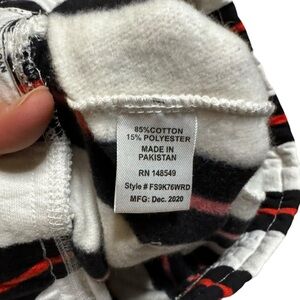 85%COTTON
15% POLYESTER
MADE IN
PAKISTAN
RN 148549
Style # FS9K76WRD
MFG: Dec. 2020